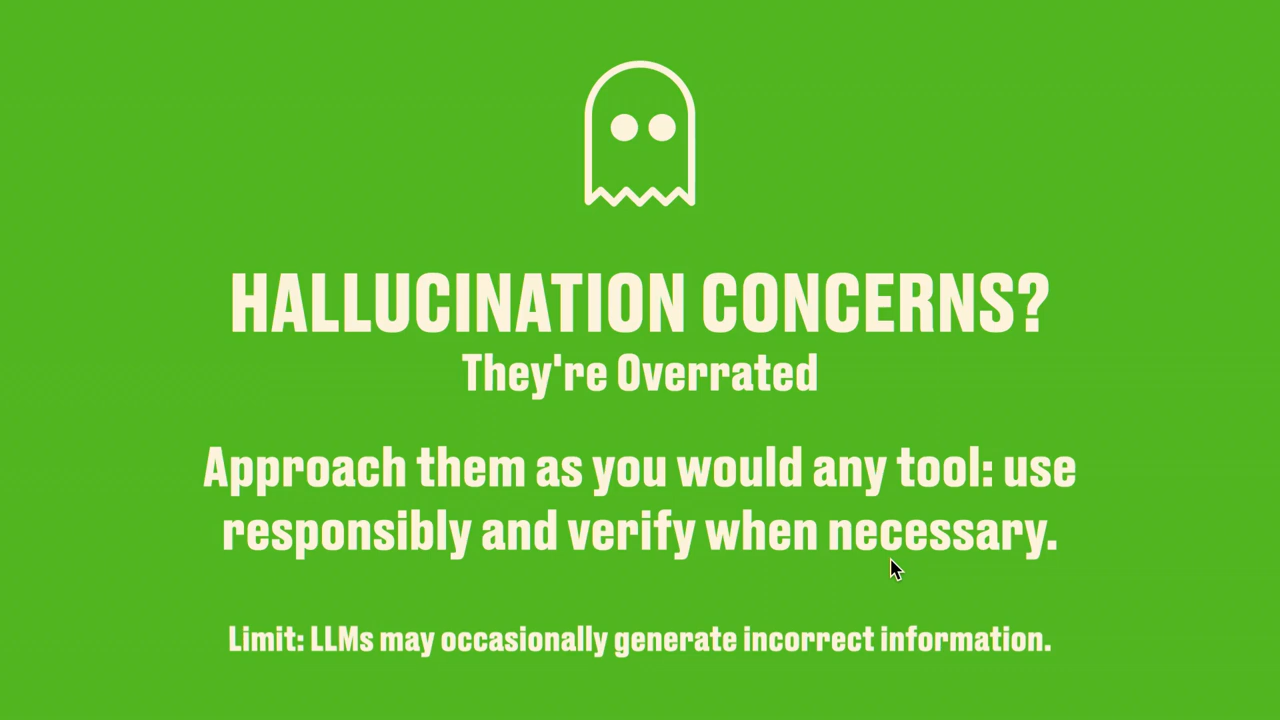 HALLUCINATION CONCERNS?
They're Overrated
Approach them as you would any tool: use
responsibly and verify when necessary.
Limit: LLMs may occasionally generate incorrect information.